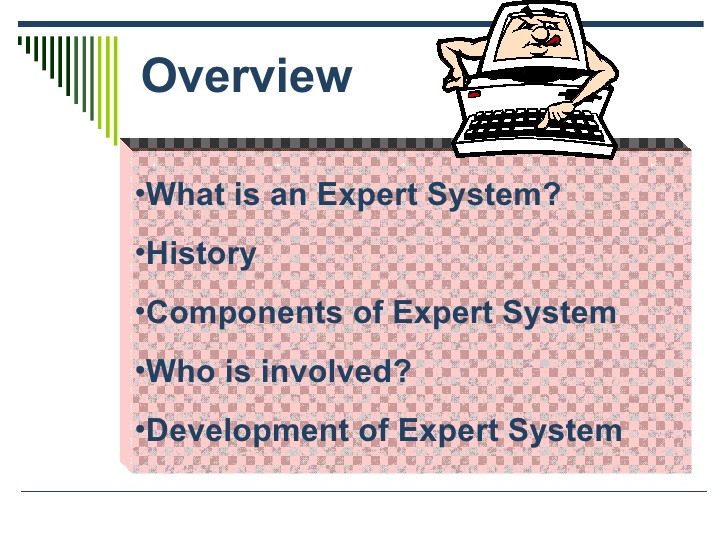 Overview
•What is an Expert System?
•History
•Components of Expert System
•Who is involved?
•Development of Expert System